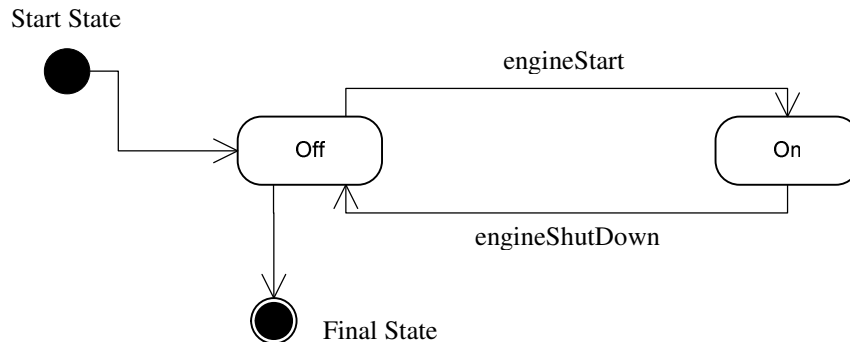 Start State
engineStart
Off
On
engineShutDown
Final State